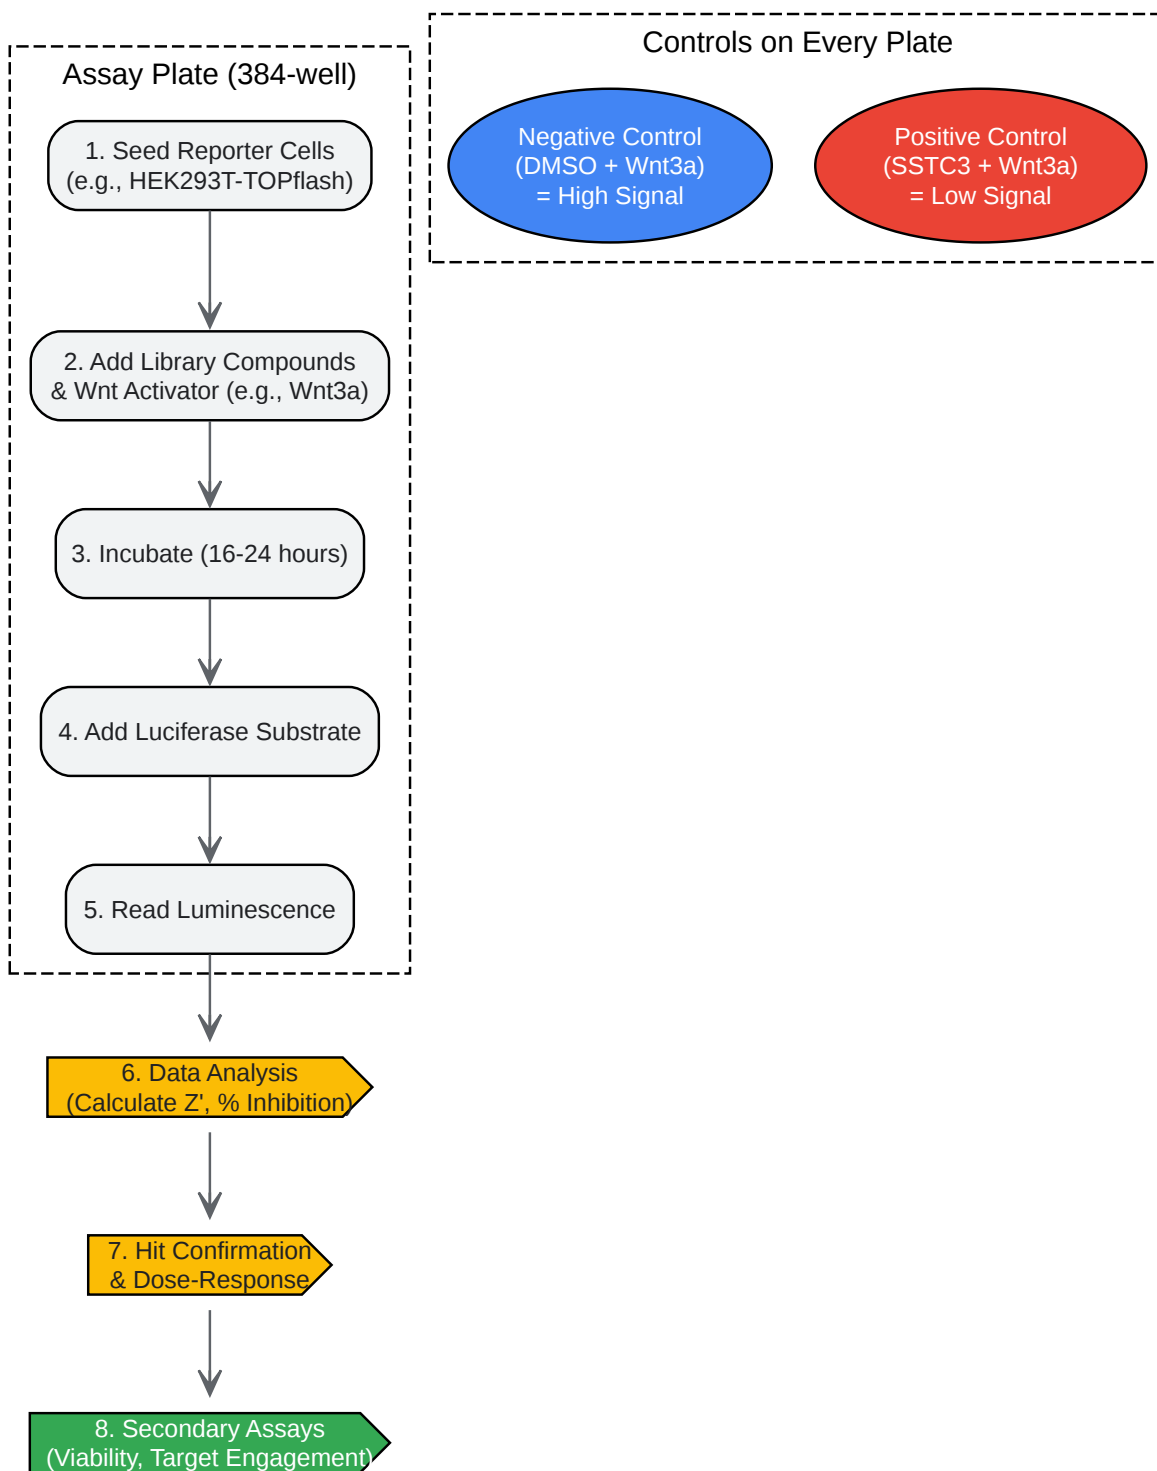 Controls on Every Plate
Assay Plate (384-well)
Negative Control
(DMSO + Wnt3a)
= High Signal
Positive Control
(SSTC3 + Wnt3a)
= Low Signal
1. Seed Reporter Cells
(e.g., HEK293T-TOPflash)
2. Add Library Compounds
& Wnt Activator (e.g., Wnt3a)
3. Incubate (16-24 hours)
4. Add Luciferase Substrate
5. Read Luminescence
6. Data Analysis
(Calculate Z', % Inhibition)
7. Hit Confirmation
& Dose-Response
8. Secondary Assays
(Viability, Target Engagement)